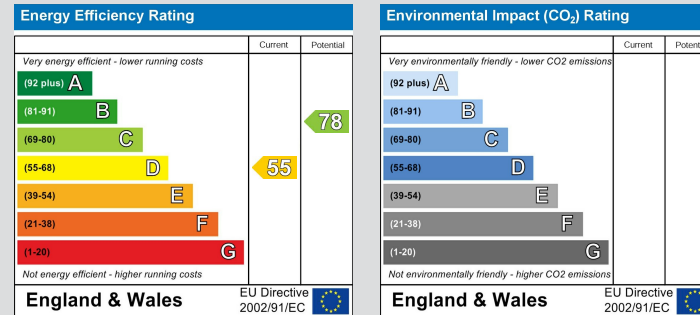 Energy Efficiency Rating
Current Potential
Very energy efficient - lower running costs
(92 plus) A
(81-91) B
(69-80) C
(55-68) D
(39-54) E
(21-38) F
(1-20) G
78
55
Not energy efficient - higher running costs
England & Wales
EU Directive
2002/91/EC
Environmental Impact (CO₂) Rating
Current Potent
Very environmentally friendly - lower CO2 emissions
(92 plus) A
(81-91) B
(69-80) C
(55-68) D
(39-54) E
(21-38) F
(1-20) G
Not environmentally friendly - higher CO2 emissions
England & Wales
EU Directive
2002/91/EC